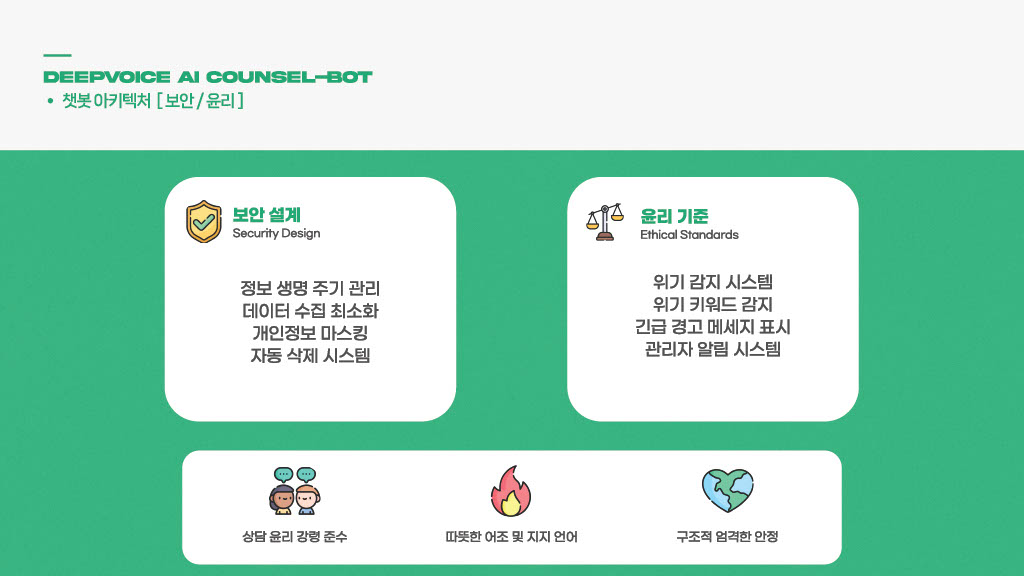 DEEPVOICE AI COUNSEL-BOT
• 챗봇 아키텍처 [ 보안 / 윤리 ]
보안 설계
Security Design
정보 생명 주기 관리
데이터 수집 최소화
개인정보 마스킹
자동 삭제 시스템
윤리 기준
Ethical Standards
위기 감지 시스템
위기 키워드 감지
긴급 경고 메세지 표시
관리자 알림 시스템
상담 윤리 강령 준수
따뜻한 어조 및 지지 언어
구조적 엄격한 안정